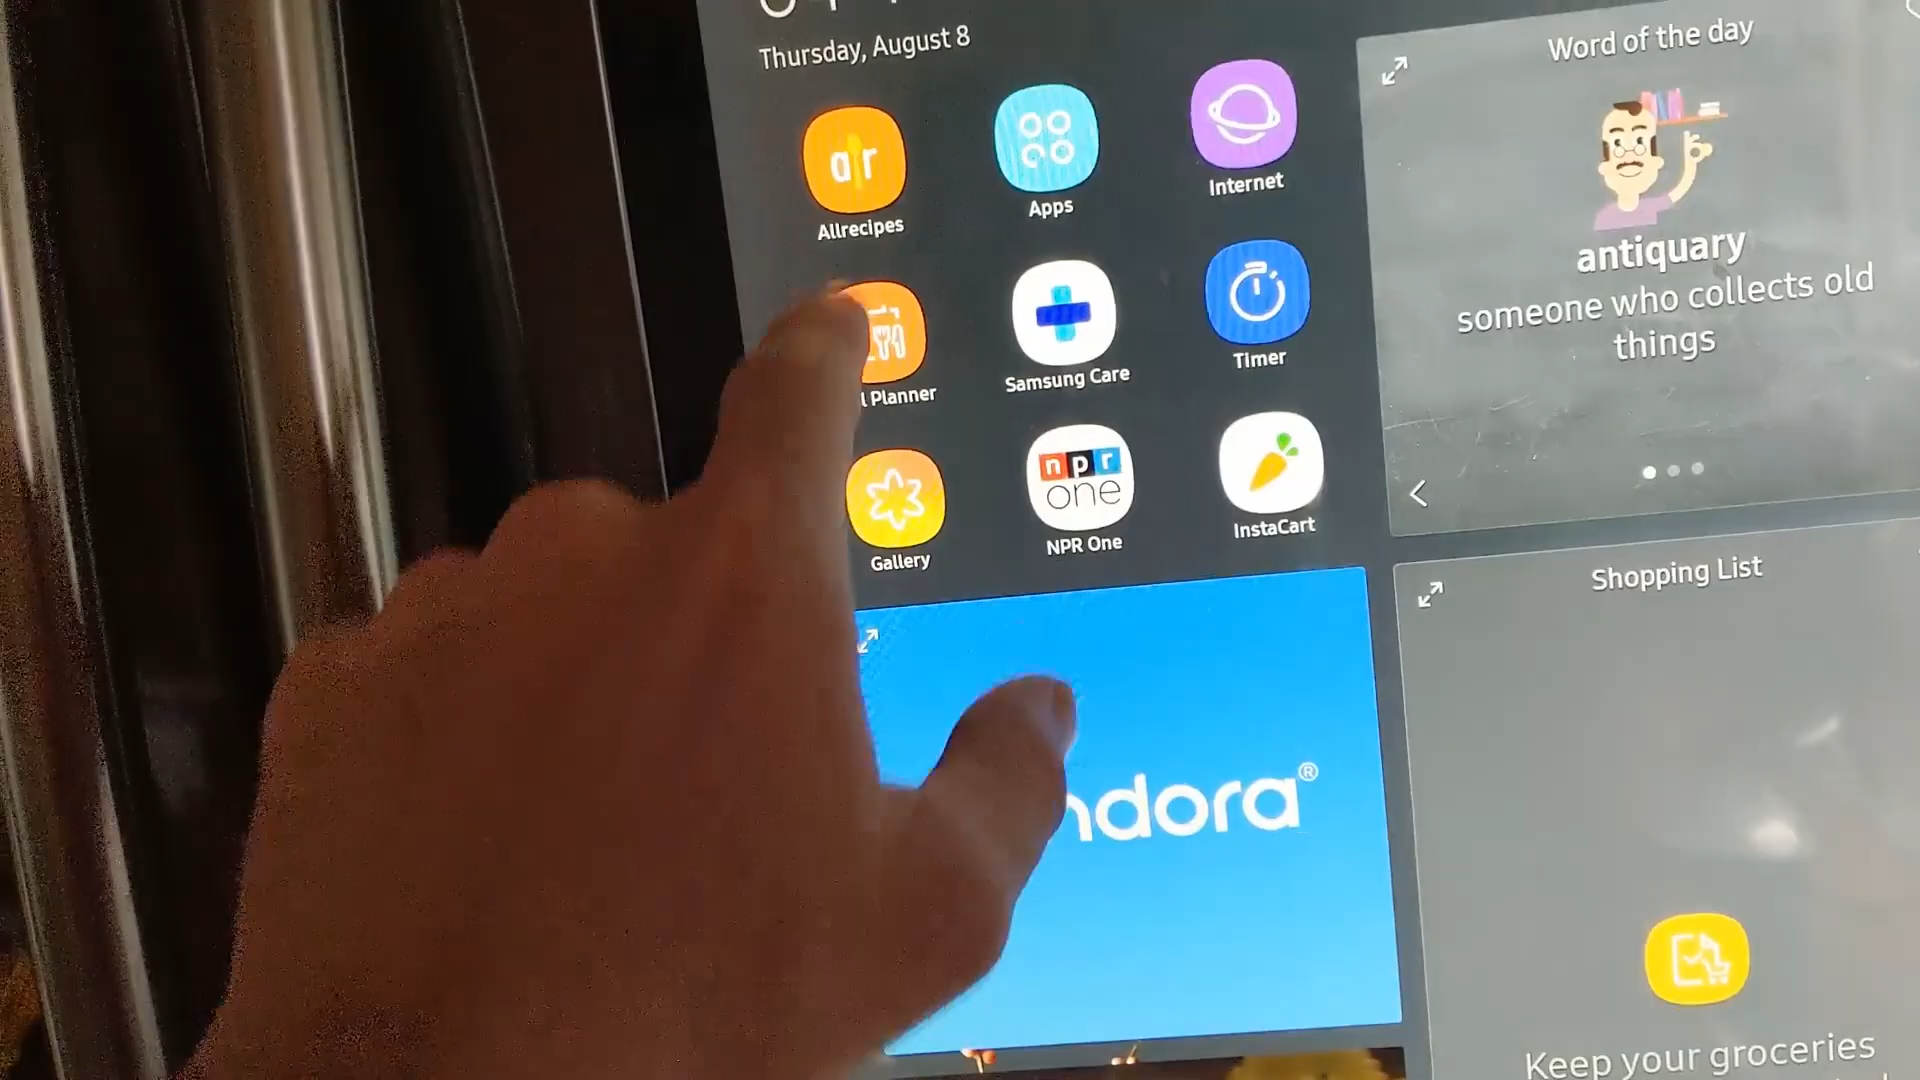 Thursday, August 8
Word of the day
ar
Allrecipes
Apps
Internet
antiquary
someone who collects old
things
l Planner
Samsung Care
Timer
Gallery
npr
one
NPR One
InstaCart
Shopping List
ndora®
Keep your groceries